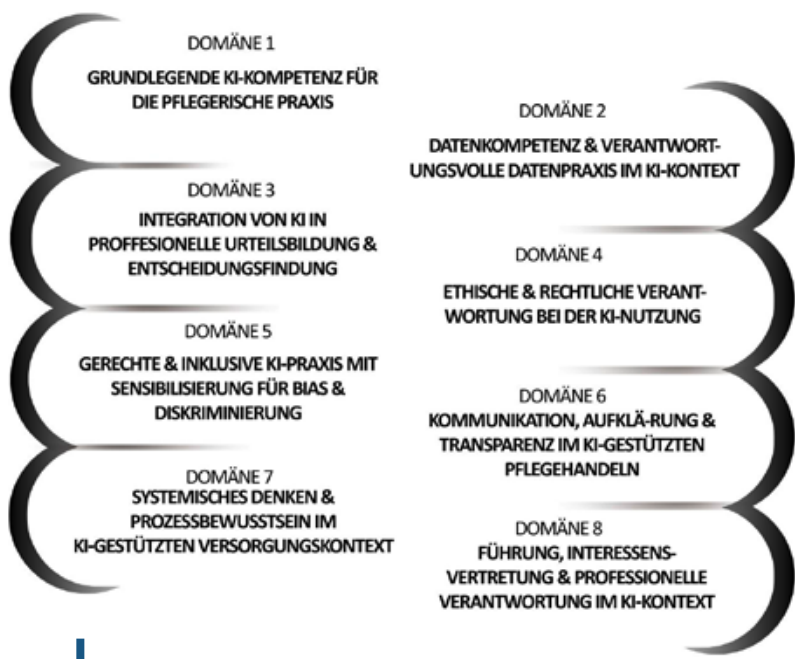 DOMÄNE 1
GRUNDLEGENDE KI-KOMPETENZ FÜR
DIE PFLEGERISCHE PRAXIS
DOMÄNE 2
DATENKOMPETENZ & VERANTWORT-
UNGSVOLLE DATENPRAXIS IM KI-KONTEXT
DOMÄNE 3
INTEGRATION VON KI IN
PROFFESIONELLE URTEILSBILDUNG &
ENTSCHEIDUNGSFINDUNG
DOMÄNE 4
ETHISCHE & RECHTLICHE VERANT-
WORTUNG BEI DER KI-NUTZUNG
DOMÄNE 5
GERECHTE & INKLUSIVE KI-PRAXIS MIT
SENSIBILISIERUNG FÜR BIAS &
DISKRIMINIERUNG
DOMÄNE 6
KOMMUNIKATION, AUFKLÄ-RUNG &
TRANSPARENZ IM KI-GESTÜTZTEN
PFLEGEHANDELN
DOMÄNE 7
SYSTEMISCHES DENKEN &
PROZESSBEWUSSTSEIN IM
KI-GESTÜTZTEN VERSORGUNGSKONTEXT
DOMÄNE 8
FÜHRUNG, INTERESSENS-
VERTRETUNG & PROFESSIONELLE
VERANTWORTUNG IM KI-KONTEXT